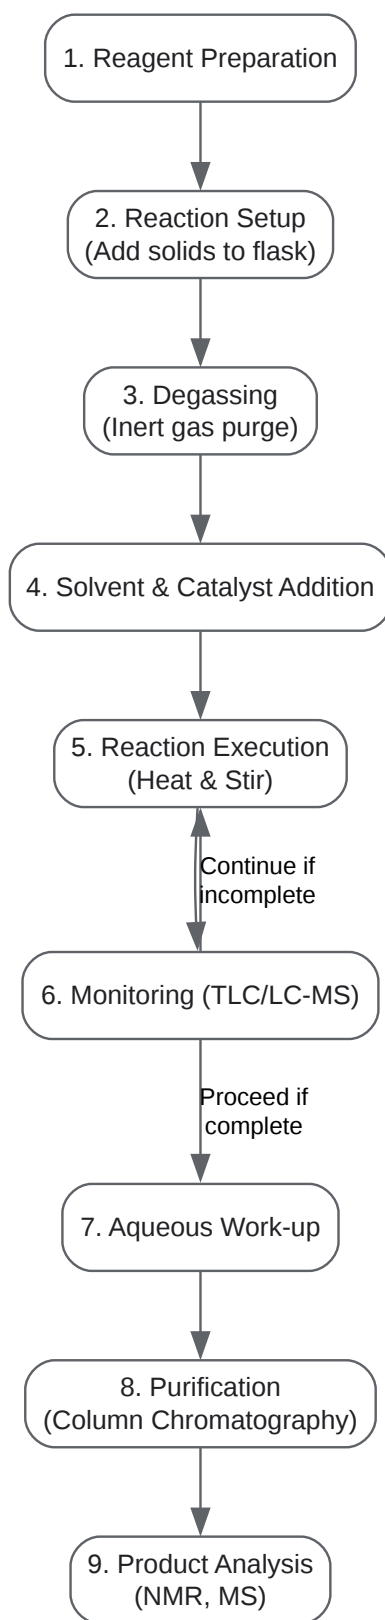 1. Reagent Preparation
2. Reaction Setup
(Add solids to flask)
3. Degassing
(Inert gas purge)
4. Solvent & Catalyst Addition
5. Reaction Execution
(Heat & Stir)
Continue if
incomplete
6. Monitoring (TLC/LC-MS)
Proceed if
complete
7. Aqueous Work-up
8. Purification
(Column Chromatography)
9. Product Analysis
(NMR, MS)